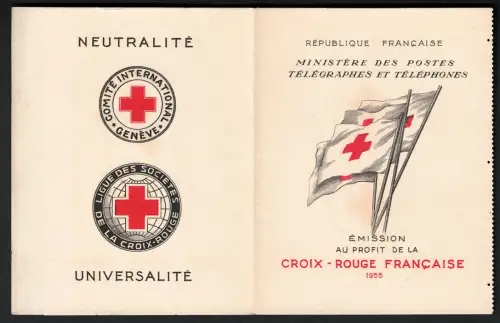 NEUTRALITÉ
COMITÉ INTERNATIONAL
GENÈVE
LIGUE DES SOCIÉTÉS
DE LA CROIX-ROUGE
UNIVERSALITÉ
RÉPUBLIQUE FRANÇAISE
MINISTÈRE DES POSTES
TÉLÉGRAPHES ET TÉLÉPHONES
ÉMISSION
AU PROFIT DE LA
CROIX-ROUGE FRANÇAISE
1955